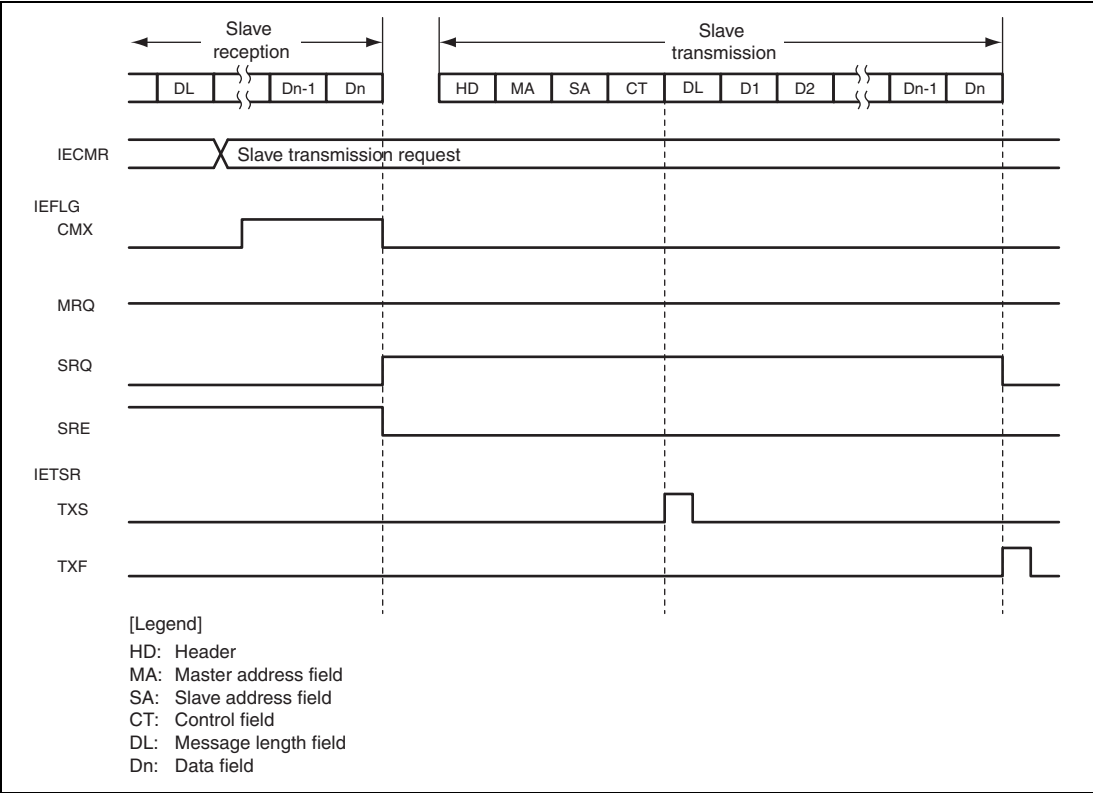 Slave
reception
Slave
transmission
DL Dn-1 Dn HD MA SA CT DL D1 D2 Dn-1 Dn
IECMR Slave transmission request
IEFLG
CMX
MRQ
SRQ
SRE
IETSR
TXS
TXF
[Legend]
HD: Header
MA: Master address field
SA: Slave address field
CT: Control field
DL: Message length field
Dn: Data field